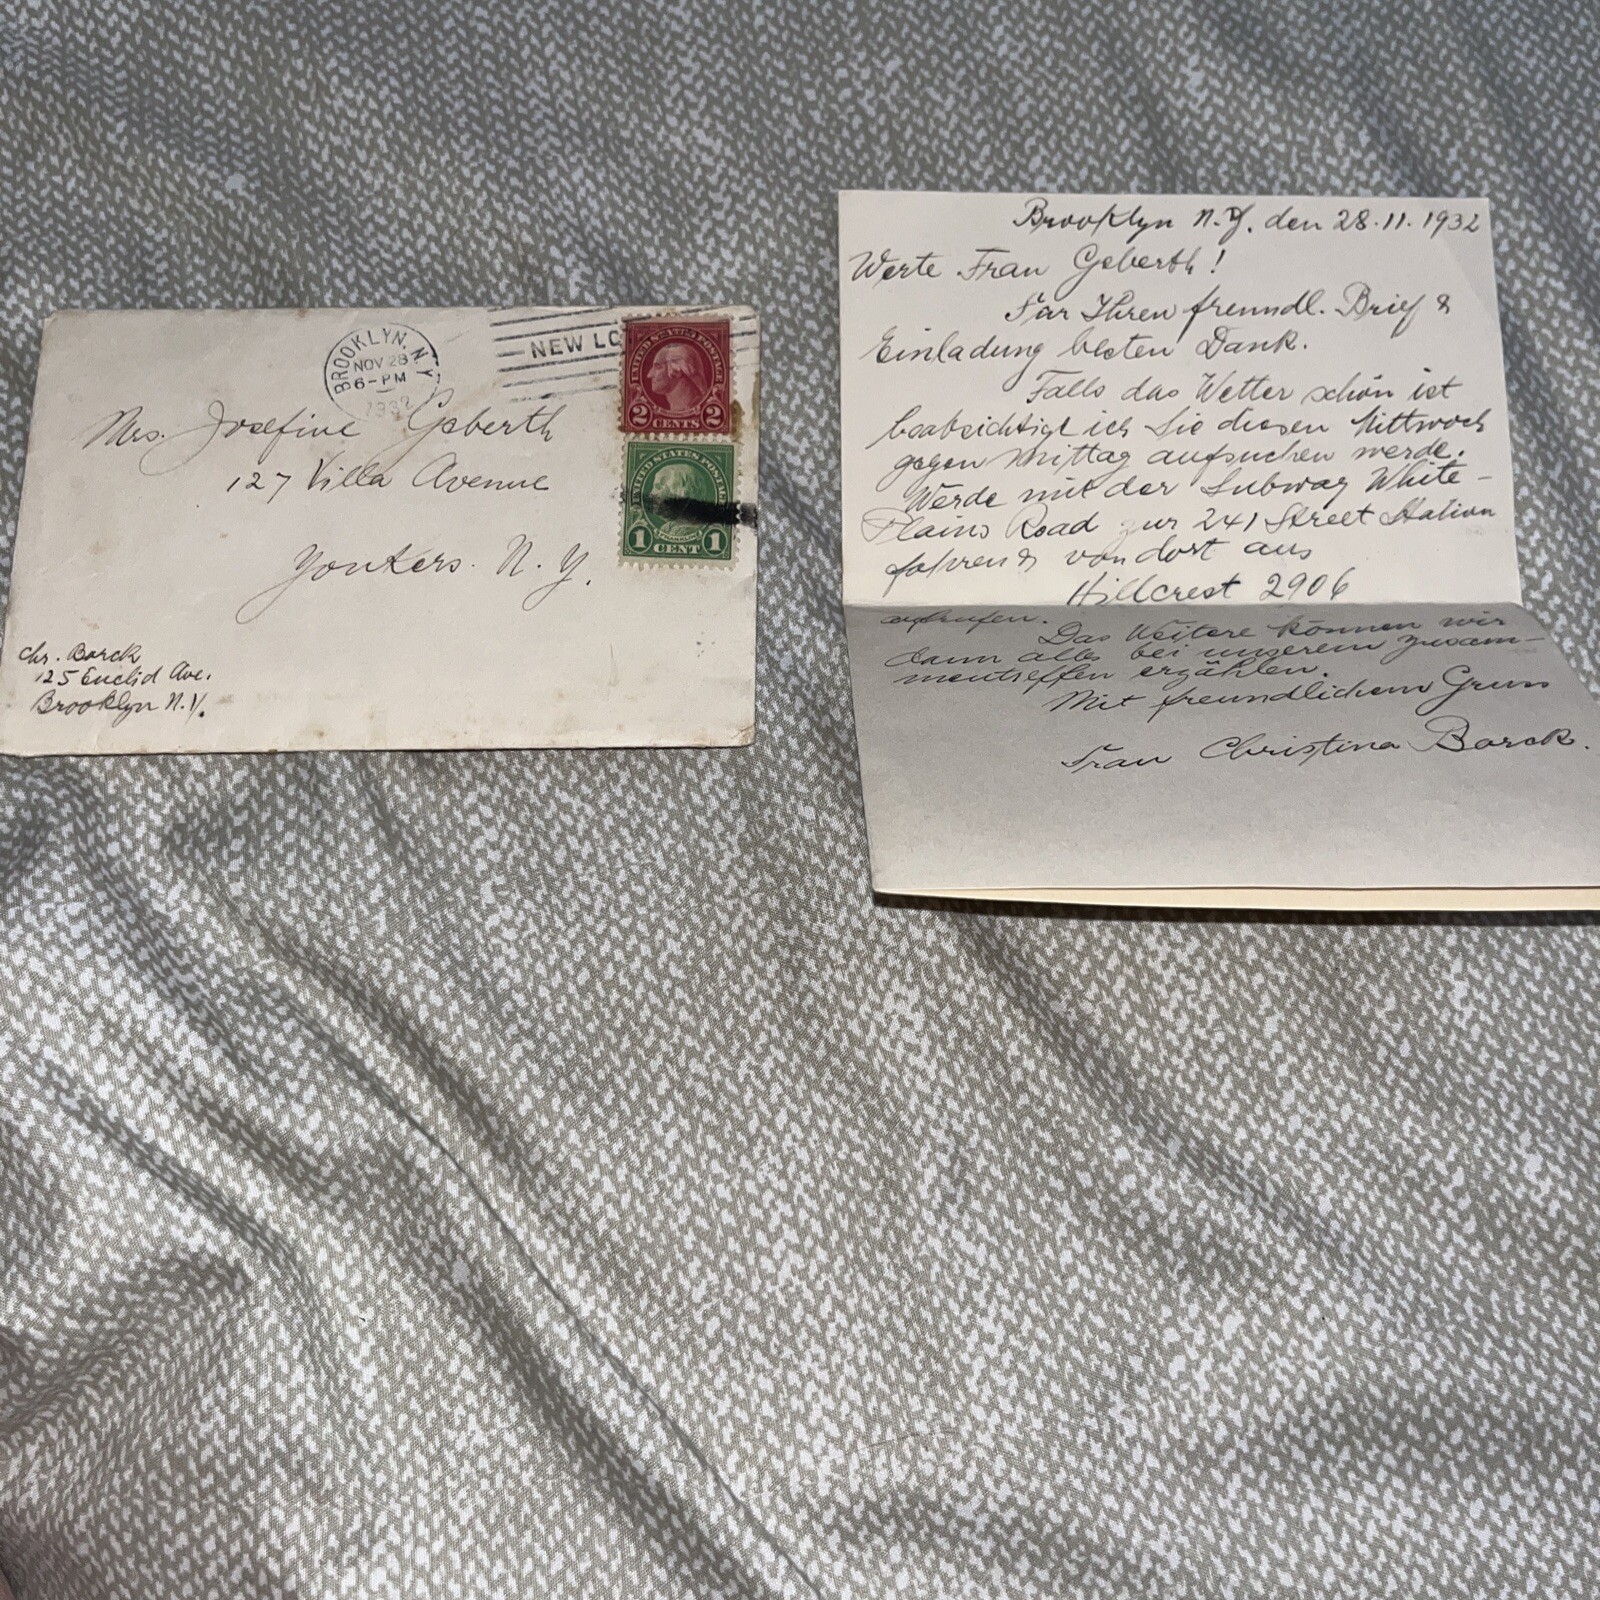 BROOKLYN, N.Y.
NOV 28
6-PM
1932
NEW LO
UNITED STATES POSTAGE
2 CENTS 2
UNITED STATES POSTAGE
FRANKLIN
1 CENT 1
Mrs. Josefine Geberth
127 Villa Avenue
Yonkers. N. Y.
Chr. Barck
125 Euclid Ave.
Brooklyn N.Y.
Brooklyn N.Y. den 28.11.1932
Werte Frau Geberth!
Für Ihren freundl. Brief &
Einladung besten Dank.
Falls das Wetter schön ist
beabsichtige ich Sie diesen Mittwoch
gegen Mittag aufsuchen werde.
Werde mit der Subway White-
Plains Road zur 241 Street Station
fahren & von dort aus
Hillcrest 2906
anrufen.
Das Weitere können wir
dann alls bei unserem Zusam-
mentreffen erzählen.
Mit freundlichem Gruss
Frau Christina Barck.